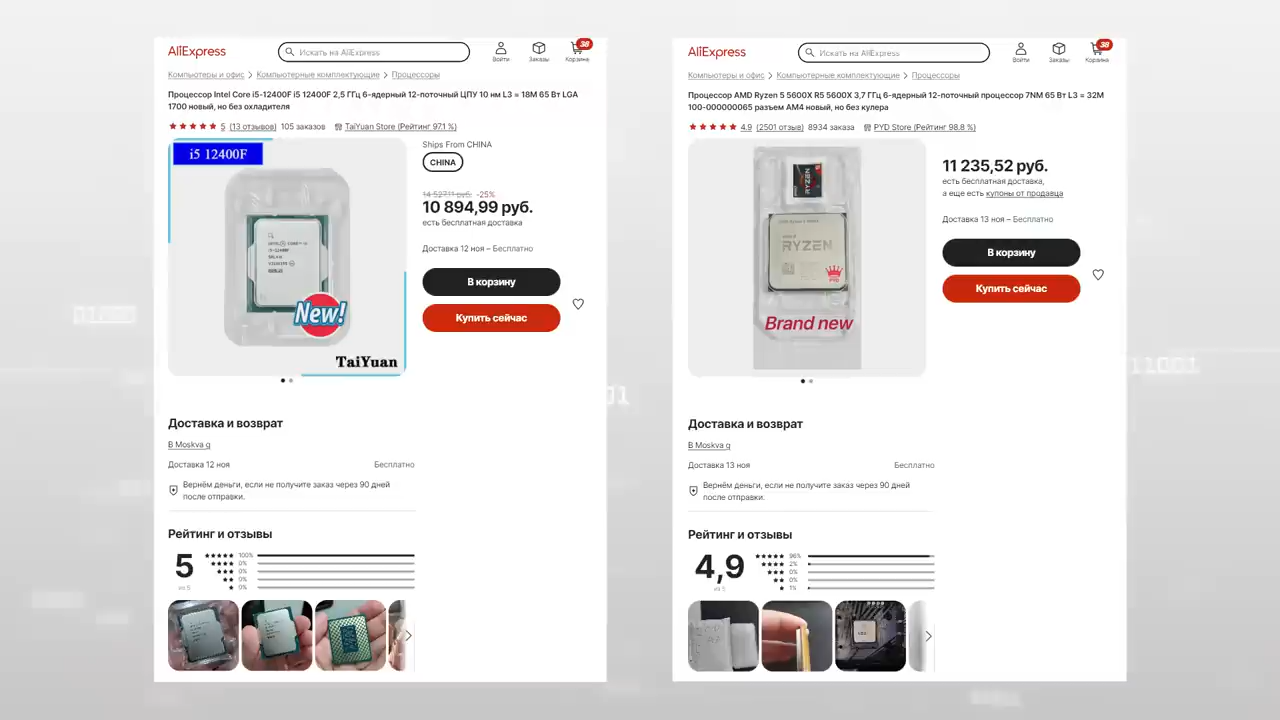 AliExpress
Искать на AliExpress
Войти
Заказы
38
Корзина
Компьютеры и офис > Компьютерные комплектующие > Процессоры
Процессор Intel Core i5-12400F i5 12400F 2,5 ГГц 6-ядерный 12-поточный ЦПУ 10 нм L3 = 18M 65 Вт LGA
1700 новый, но без охладителя
5 (13 отзывов) 105 заказов TaiYuan Store (Рейтинг 97.1 %)
i5 12400F
New!
TaiYuan
Ships From CHINA
CHINA
14 527,11 руб. -25%
10 894,99 руб.
есть бесплатная доставка
Доставка 12 ноя – Бесплатно
В корзину
Купить сейчас
Доставка и возврат
В Moskva g
Доставка 12 ноя Бесплатно
Вернём деньги, если не получите заказ через 90 дней
после отправки.
Рейтинг и отзывы
5
из 5
100%
0%
0%
0%
0%
AliExpress
Искать на AliExpress
Войти
Заказы
38
Корзина
Компьютеры и офис > Компьютерные комплектующие > Процессоры
Процессор AMD Ryzen 5 5600X R5 5600X 3,7 ГГц 6-ядерный 12-поточный процессор 7NM 65 Вт L3 = 32M
100-000000065 разъем AM4 новый, но без кулера
4.9 (2501 отзыв) 8934 заказа PYD Store (Рейтинг 98.8 %)
RYZEN
RYZEN
PYD
Brand new
11 235,52 руб.
есть бесплатная доставка,
а еще есть купоны от продавца
Доставка 13 ноя – Бесплатно
В корзину
Купить сейчас
Доставка и возврат
В Moskva g
Доставка 13 ноя Бесплатно
Вернём деньги, если не получите заказ через 90 дней
после отправки.
Рейтинг и отзывы
4,9
из 5
96%
2%
0%
0%
1%